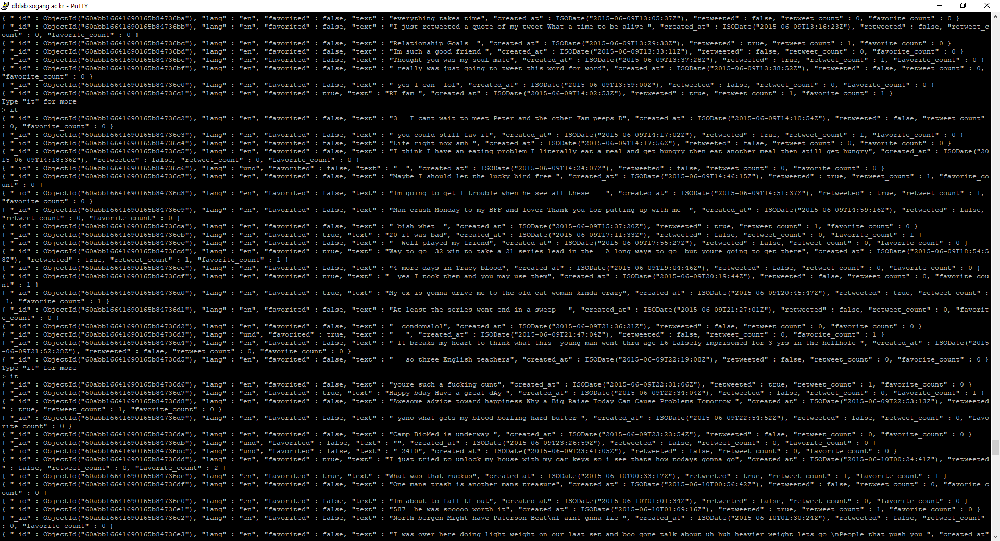 dblab.sogang.ac.kr - PuTTY
{ "_id" : ObjectId("60abb16641690165b84736ba"), "lang" : "en", "favorited" : false, "text" : "everything takes time", "created_at" : ISODate("2015-06-09T13:05:37Z"), "retweeted" : false, "retweet_count" : 0, "favorite_count" : 0 }
{ "_id" : ObjectId("60abb16641690165b84736bb"), "lang" : "en", "favorited" : false, "text" : "I just retweeted a quote of my tweet What a time to be alive ", "created_at" : ISODate("2015-06-09T13:16:23Z"), "retweeted" : false, "retweet_c
ount" : 0, "favorite_count" : 0 }
{ "_id" : ObjectId("60abb16641690165b84736bc"), "lang" : "en", "favorited" : false, "text" : "Relationship Goals  ", "created_at" : ISODate("2015-06-09T13:29:33Z"), "retweeted" : true, "retweet_count" : 1, "favorite_count" : 0 }
{ "_id" : ObjectId("60abb16641690165b84736bd"), "lang" : "en", "favorited" : false, "text" : "Im such a good friend ", "created_at" : ISODate("2015-06-09T13:33:11Z"), "retweeted" : false, "retweet_count" : 0, "favorite_count" : 0 }
{ "_id" : ObjectId("60abb16641690165b84736be"), "lang" : "en", "favorited" : false, "text" : "Thought you was my soul mate", "created_at" : ISODate("2015-06-09T13:37:28Z"), "retweeted" : true, "retweet_count" : 1, "favorite_count" : 0 }
{ "_id" : ObjectId("60abb16641690165b84736bf"), "lang" : "en", "favorited" : false, "text" : " really was just going to tweet this word for word", "created_at" : ISODate("2015-06-09T13:38:52Z"), "retweeted" : false, "retweet_count" : 0,
"favorite_count" : 0 }
{ "_id" : ObjectId("60abb16641690165b84736c0"), "lang" : "en", "favorited" : false, "text" : " yes I can  lol", "created_at" : ISODate("2015-06-09T13:59:00Z"), "retweeted" : false, "retweet_count" : 0, "favorite_count" : 0 }
{ "_id" : ObjectId("60abb16641690165b84736c1"), "lang" : "en", "favorited" : true, "text" : "RT fam ", "created_at" : ISODate("2015-06-09T14:02:53Z"), "retweeted" : true, "retweet_count" : 1, "favorite_count" : 1 }
Type "it" for more
> it
{ "_id" : ObjectId("60abb16641690165b84736c2"), "lang" : "en", "favorited" : false, "text" : "3   I cant wait to meet Peter and the other Fam peeps D", "created_at" : ISODate("2015-06-09T14:10:54Z"), "retweeted" : false, "retweet_count"
: 0, "favorite_count" : 0 }
{ "_id" : ObjectId("60abb16641690165b84736c3"), "lang" : "en", "favorited" : false, "text" : " you could still fav it", "created_at" : ISODate("2015-06-09T14:17:02Z"), "retweeted" : true, "retweet_count" : 1, "favorite_count" : 0 }
{ "_id" : ObjectId("60abb16641690165b84736c4"), "lang" : "en", "favorited" : false, "text" : "Life right now smh ", "created_at" : ISODate("2015-06-09T14:17:56Z"), "retweeted" : false, "retweet_count" : 0, "favorite_count" : 0 }
{ "_id" : ObjectId("60abb16641690165b84736c5"), "lang" : "en", "favorited" : false, "text" : "I think I have an eating problem I literally eat a meal and get hungry then eat another meal then still get hungry", "created_at" : ISODate("20
15-06-09T14:18:36Z"), "retweeted" : false, "retweet_count" : 0, "favorite_count" : 0 }
{ "_id" : ObjectId("60abb16641690165b84736c6"), "lang" : "und", "favorited" : false, "text" : "  ", "created_at" : ISODate("2015-06-09T14:24:07Z"), "retweeted" : false, "retweet_count" : 0, "favorite_count" : 0 }
{ "_id" : ObjectId("60abb16641690165b84736c7"), "lang" : "en", "favorited" : false, "text" : "Maybe I should let the lucky bird free ", "created_at" : ISODate("2015-06-09T14:46:15Z"), "retweeted" : true, "retweet_count" : 1, "favorite_co
unt" : 0 }
{ "_id" : ObjectId("60abb16641690165b84736c8"), "lang" : "en", "favorited" : false, "text" : "Im going to get I trouble when he see all these    ", "created_at" : ISODate("2015-06-09T14:51:37Z"), "retweeted" : true, "retweet_count" : 1,
"favorite_count" : 0 }
{ "_id" : ObjectId("60abb16641690165b84736c9"), "lang" : "en", "favorited" : false, "text" : "Man crush Monday to my BFF and lover Thank you for putting up with me  ", "created_at" : ISODate("2015-06-09T14:59:16Z"), "retweeted" : false,
"retweet_count" : 0, "favorite_count" : 0 }
{ "_id" : ObjectId("60abb16641690165b84736ca"), "lang" : "en", "favorited" : false, "text" : " bish whet  ", "created_at" : ISODate("2015-06-09T15:37:20Z"), "retweeted" : true, "retweet_count" : 1, "favorite_count" : 0 }
{ "_id" : ObjectId("60abb16641690165b84736cb"), "lang" : "en", "favorited" : true, "text" : "20 it was bad", "created_at" : ISODate("2015-06-09T17:11:33Z"), "retweeted" : false, "retweet_count" : 0, "favorite_count" : 1 }
{ "_id" : ObjectId("60abb16641690165b84736cc"), "lang" : "en", "favorited" : false, "text" : "  Well played my friend", "created_at" : ISODate("2015-06-09T17:55:27Z"), "retweeted" : false, "retweet_count" : 0, "favorite_count" : 0 }
{ "_id" : ObjectId("60abb16641690165b84736cd"), "lang" : "en", "favorited" : true, "text" : "Way to go  32 win to take a 21 series lead in the   A long ways to go  but youre going to get there", "created_at" : ISODate("2015-06-09T18:54:5
8Z"), "retweeted" : true, "retweet_count" : 1, "favorite_count" : 1 }
{ "_id" : ObjectId("60abb16641690165b84736ce"), "lang" : "en", "favorited" : false, "text" : "4 more days in Tracy blood", "created_at" : ISODate("2015-06-09T19:04:46Z"), "retweeted" : false, "retweet_count" : 0, "favorite_count" : 0 }
{ "_id" : ObjectId("60abb16641690165b84736cf"), "lang" : "en", "favorited" : true, "text" : "  yes I took them and you may use them", "created_at" : ISODate("2015-06-09T20:19:44Z"), "retweeted" : false, "retweet_count" : 0, "favorite_cou
nt" : 1 }
{ "_id" : ObjectId("60abb16641690165b84736d0"), "lang" : "en", "favorited" : true, "text" : "My ex is gonna drive me to the old cat woman kinda crazy", "created_at" : ISODate("2015-06-09T20:45:47Z"), "retweeted" : true, "retweet_count" :
 1, "favorite_count" : 1 }
{ "_id" : ObjectId("60abb16641690165b84736d1"), "lang" : "en", "favorited" : false, "text" : "At least the series wont end in a sweep   ", "created_at" : ISODate("2015-06-09T21:27:01Z"), "retweeted" : false, "retweet_count" : 0, "favorit
e_count" : 0 }
{ "_id" : ObjectId("60abb16641690165b84736d2"), "lang" : "en", "favorited" : false, "text" : "  condomslol", "created_at" : ISODate("2015-06-09T21:36:21Z"), "retweeted" : false, "retweet_count" : 0, "favorite_count" : 0 }
{ "_id" : ObjectId("60abb16641690165b84736d3"), "lang" : "und", "favorited" : true, "text" : "   ", "created_at" : ISODate("2015-06-09T21:47:04Z"), "retweeted" : false, "retweet_count" : 0, "favorite_count" : 1 }
{ "_id" : ObjectId("60abb16641690165b84736d4"), "lang" : "en", "favorited" : false, "text" : " It breaks my heart to think what this  young man went thru age 16 falsely imprisoned for 3 yrs in the hellhole ", "created_at" : ISODate("2015
-06-09T21:52:28Z"), "retweeted" : false, "retweet_count" : 0, "favorite_count" : 0 }
{ "_id" : ObjectId("60abb16641690165b84736d5"), "lang" : "en", "favorited" : false, "text" : "   so three English teachers", "created_at" : ISODate("2015-06-09T22:19:08Z"), "retweeted" : false, "retweet_count" : 0, "favorite_count" : 0 }
Type "it" for more
> it
{ "_id" : ObjectId("60abb16641690165b84736d6"), "lang" : "en", "favorited" : false, "text" : "youre such a fucking cunt", "created_at" : ISODate("2015-06-09T22:31:06Z"), "retweeted" : true, "retweet_count" : 1, "favorite_count" : 0 }
{ "_id" : ObjectId("60abb16641690165b84736d7"), "lang" : "en", "favorited" : true, "text" : "Happy bday Have a great dAy ", "created_at" : ISODate("2015-06-09T22:34:04Z"), "retweeted" : false, "retweet_count" : 0, "favorite_count" : 1 }
{ "_id" : ObjectId("60abb16641690165b84736d8"), "lang" : "en", "favorited" : false, "text" : "Awesome advice toward happiness Why a Big Raise Today Can Cause Problems Tomorrow ", "created_at" : ISODate("2015-06-09T22:53:13Z"), "retweeted
" : true, "retweet_count" : 1, "favorite_count" : 0 }
{ "_id" : ObjectId("60abb16641690165b84736d9"), "lang" : "en", "favorited" : false, "text" : " yano what gets my blood boiling hard butter ", "created_at" : ISODate("2015-06-09T22:54:52Z"), "retweeted" : false, "retweet_count" : 0, "favo
rite_count" : 0 }
{ "_id" : ObjectId("60abb16641690165b84736da"), "lang" : "en", "favorited" : false, "text" : "Camp BioMed is underway ", "created_at" : ISODate("2015-06-09T23:23:54Z"), "retweeted" : false, "retweet_count" : 0, "favorite_count" : 0 }
{ "_id" : ObjectId("60abb16641690165b84736db"), "lang" : "und", "favorited" : false, "text" : "", "created_at" : ISODate("2015-06-09T23:26:59Z"), "retweeted" : false, "retweet_count" : 0, "favorite_count" : 0 }
{ "_id" : ObjectId("60abb16641690165b84736dc"), "lang" : "und", "favorited" : false, "text" : " 2410", "created_at" : ISODate("2015-06-09T23:41:05Z"), "retweeted" : false, "retweet_count" : 0, "favorite_count" : 0 }
{ "_id" : ObjectId("60abb16641690165b84736dd"), "lang" : "en", "favorited" : true, "text" : "I just tried to unlock my house with my car keys so i see thats how todays gonna go", "created_at" : ISODate("2015-06-10T00:24:41Z"), "retweeted
" : false, "retweet_count" : 0, "favorite_count" : 2 }
{ "_id" : ObjectId("60abb16641690165b84736de"), "lang" : "en", "favorited" : true, "text" : "What was that ruckus", "created_at" : ISODate("2015-06-10T00:33:17Z"), "retweeted" : true, "retweet_count" : 1, "favorite_count" : 1 }
{ "_id" : ObjectId("60abb16641690165b84736df"), "lang" : "en", "favorited" : false, "text" : "One mans trash is another mans treasure", "created_at" : ISODate("2015-06-10T00:56:42Z"), "retweeted" : false, "retweet_count" : 0, "favorite_c
ount" : 0 }
{ "_id" : ObjectId("60abb16641690165b84736e0"), "lang" : "en", "favorited" : false, "text" : "Im about to fall tf out", "created_at" : ISODate("2015-06-10T01:01:34Z"), "retweeted" : false, "retweet_count" : 0, "favorite_count" : 0 }
{ "_id" : ObjectId("60abb16641690165b84736e1"), "lang" : "en", "favorited" : false, "text" : "587  he was sooooo worth it", "created_at" : ISODate("2015-06-10T01:09:16Z"), "retweeted" : true, "retweet_count" : 1, "favorite_count" : 0 }
{ "_id" : ObjectId("60abb16641690165b84736e2"), "lang" : "en", "favorited" : false, "text" : "North bergen Might have Paterson Beat\nI aint gnna lie ", "created_at" : ISODate("2015-06-10T01:30:24Z"), "retweeted" : false, "retweet_count"
: 0, "favorite_count" : 0 }
{ "_id" : ObjectId("60abb16641690165b84736e3"), "lang" : "en", "favorited" : false, "text" : "I was over here doing light weight on our last set and boo gone talk about uh huh heavier weight lets go \nPeople that push you ", "created_at"